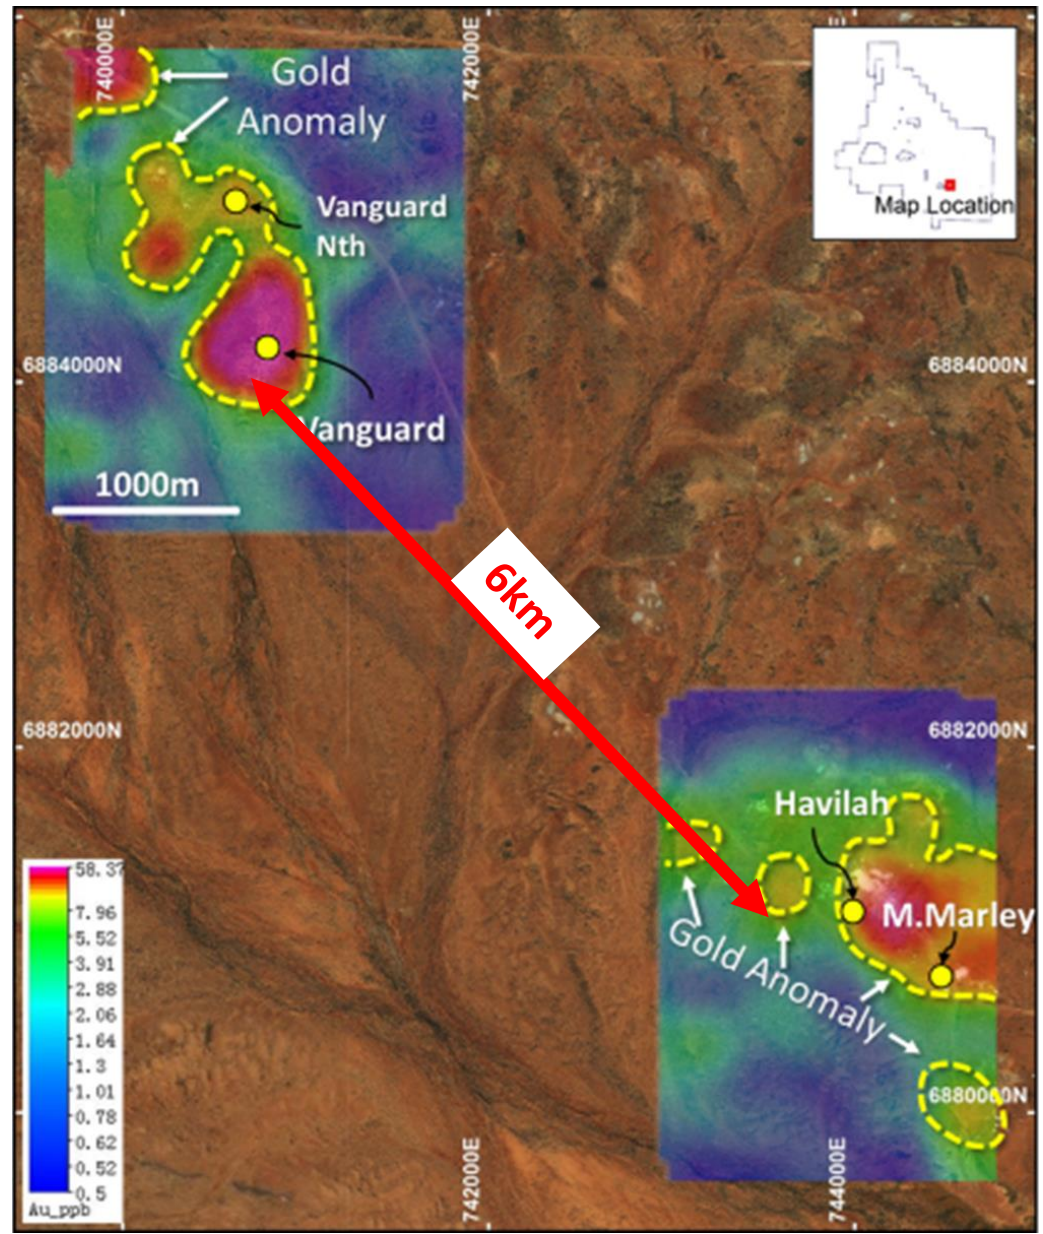 740000E
742000E
Gold
Anomaly
Map Location
Vanguard
Nth
6884000N
6884000N
Vanguard
1000m
6km
6882000N
6882000N
Havilah
M.Marley
Gold Anomaly
58.37
7.96
5.52
3.91
2.88
2.06
1.64
1.3
1.01
0.78
0.62
0.52
0.5
Au_ppb
6880000N
742000E
744000E